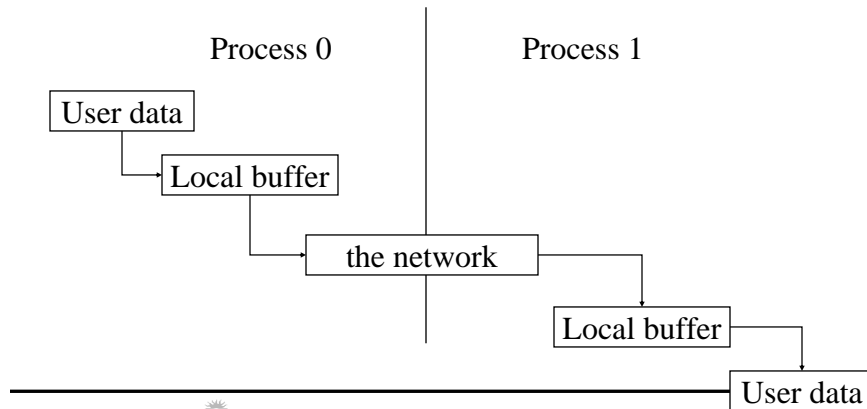 Process 0
Process 1
User data
Local buffer
the network
Local buffer
User data